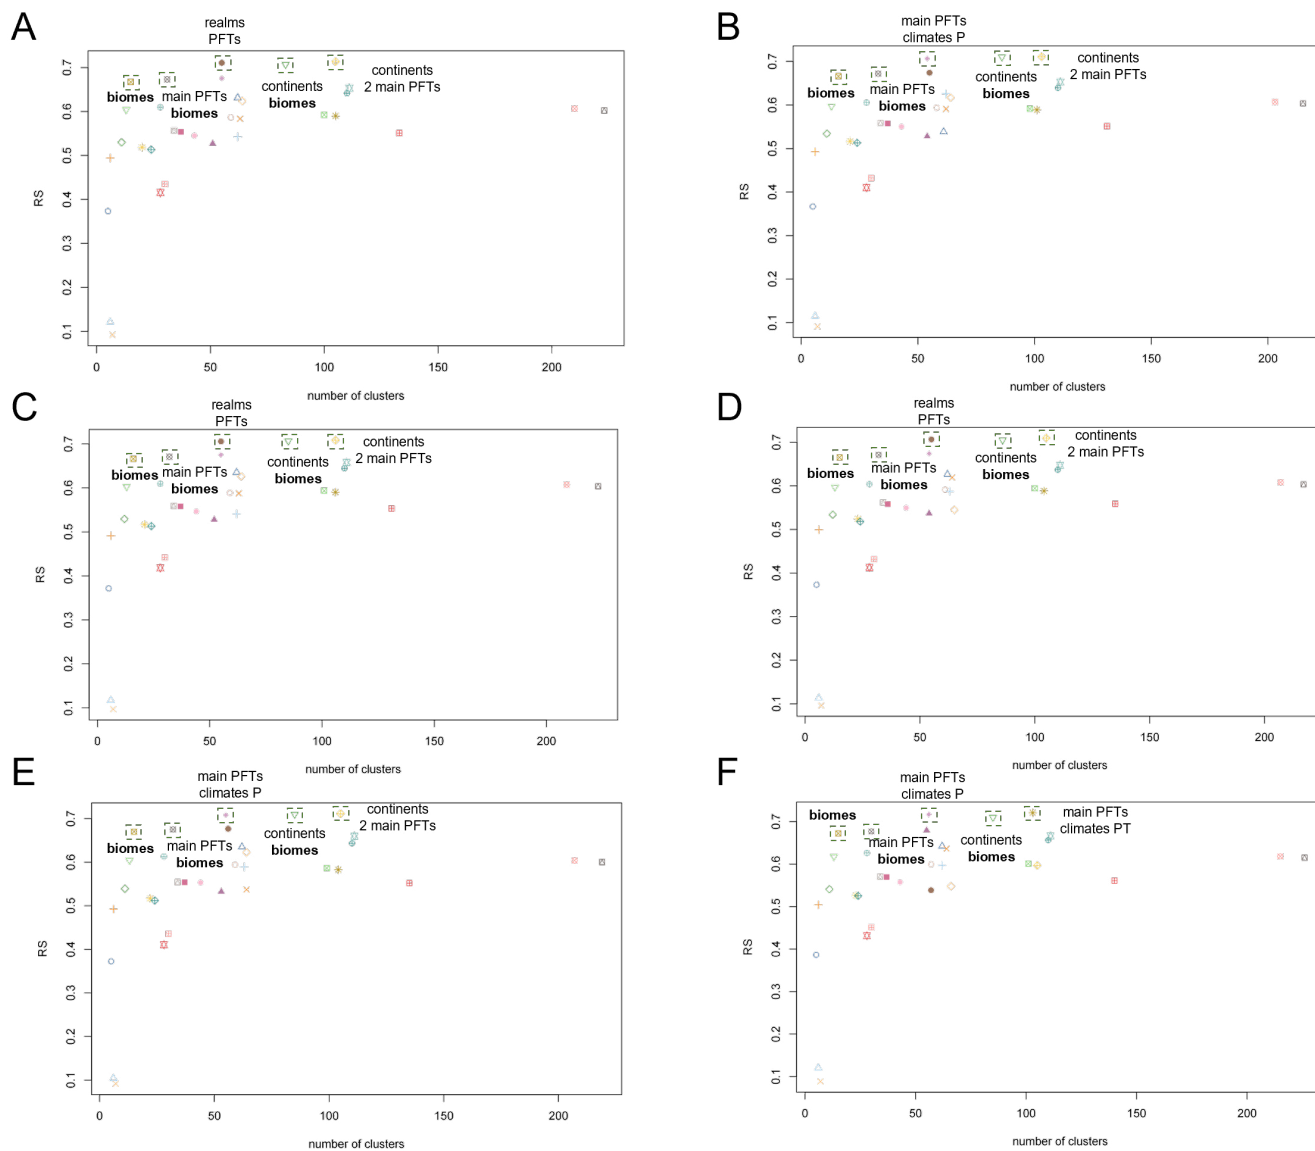 A
realms
PFTs
biomes
main PFTs
biomes
continents
biomes
continents
2 main PFTs
RS
0.7
0.6
0.5
0.4
0.3
0.2
0.1
0 50 100 150 200
number of clusters
B
main PFTs
climates P
biomes
main PFTs
biomes
continents
biomes
continents
2 main PFTs
RS
0.7
0.6
0.5
0.4
0.3
0.2
0.1
0 50 100 150 200
number of clusters
C
realms
PFTs
biomes
main PFTs
biomes
continents
biomes
continents
2 main PFTs
RS
0.7
0.6
0.5
0.4
0.3
0.2
0.1
0 50 100 150 200
number of clusters
D
realms
PFTs
biomes
main PFTs
biomes
continents
biomes
continents
2 main PFTs
RS
0.7
0.6
0.5
0.4
0.3
0.2
0.1
0 50 100 150 200
number of clusters
E
main PFTs
climates P
biomes
main PFTs
biomes
continents
biomes
continents
2 main PFTs
RS
0.7
0.6
0.5
0.4
0.3
0.2
0.1
0 50 100 150 200
number of clusters
F
main PFTs
climates P
biomes
main PFTs
biomes
continents
biomes
main PFTs
climates PT
RS
0.7
0.6
0.5
0.4
0.3
0.2
0.1
0 50 100 150 200
number of clusters